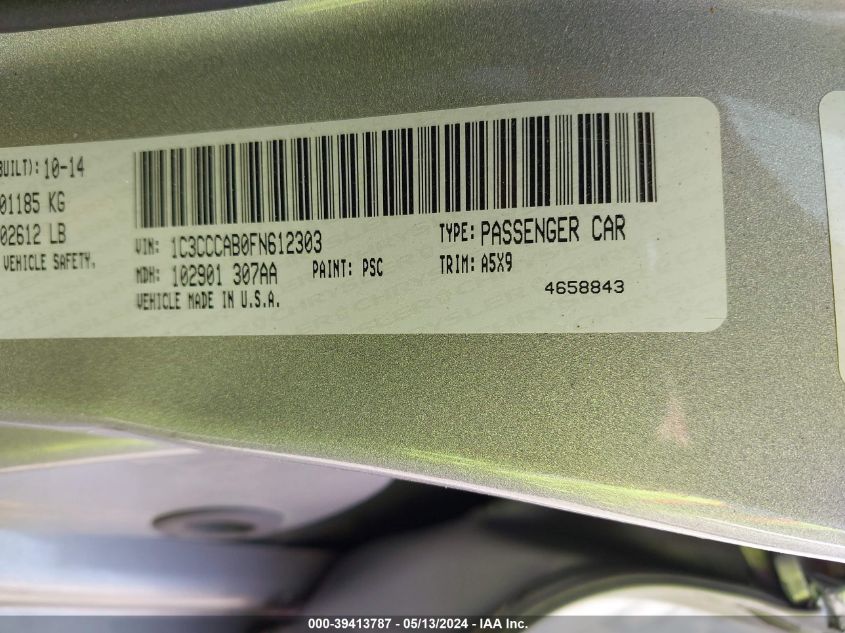 BUILT): 10-14
01185 KG
02612 LB
VEHICLE SAFETY.
VIN: 1C3CCCAB0FN612303
TYPE: PASSENGER CAR
MDH: 102901 307AA PAINT: PSC TRIM: A5X9
VEHICLE MADE IN U.S.A.
4658843
000-39413787 - 05/13/2024 - IAA Inc.